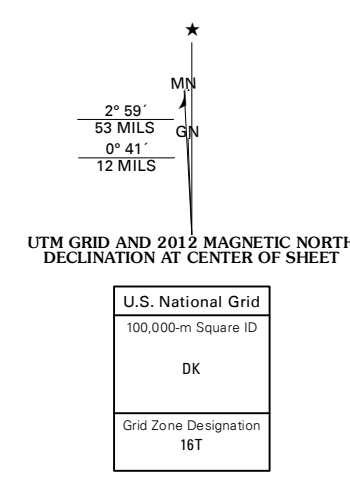 MN
2° 59´
53 MILS
GN
0° 41´
12 MILS
UTM GRID AND 2012 MAGNETIC NORTH
DECLINATION AT CENTER OF SHEET
U.S. National Grid
100,000-m Square ID
DK
Grid Zone Designation
16T